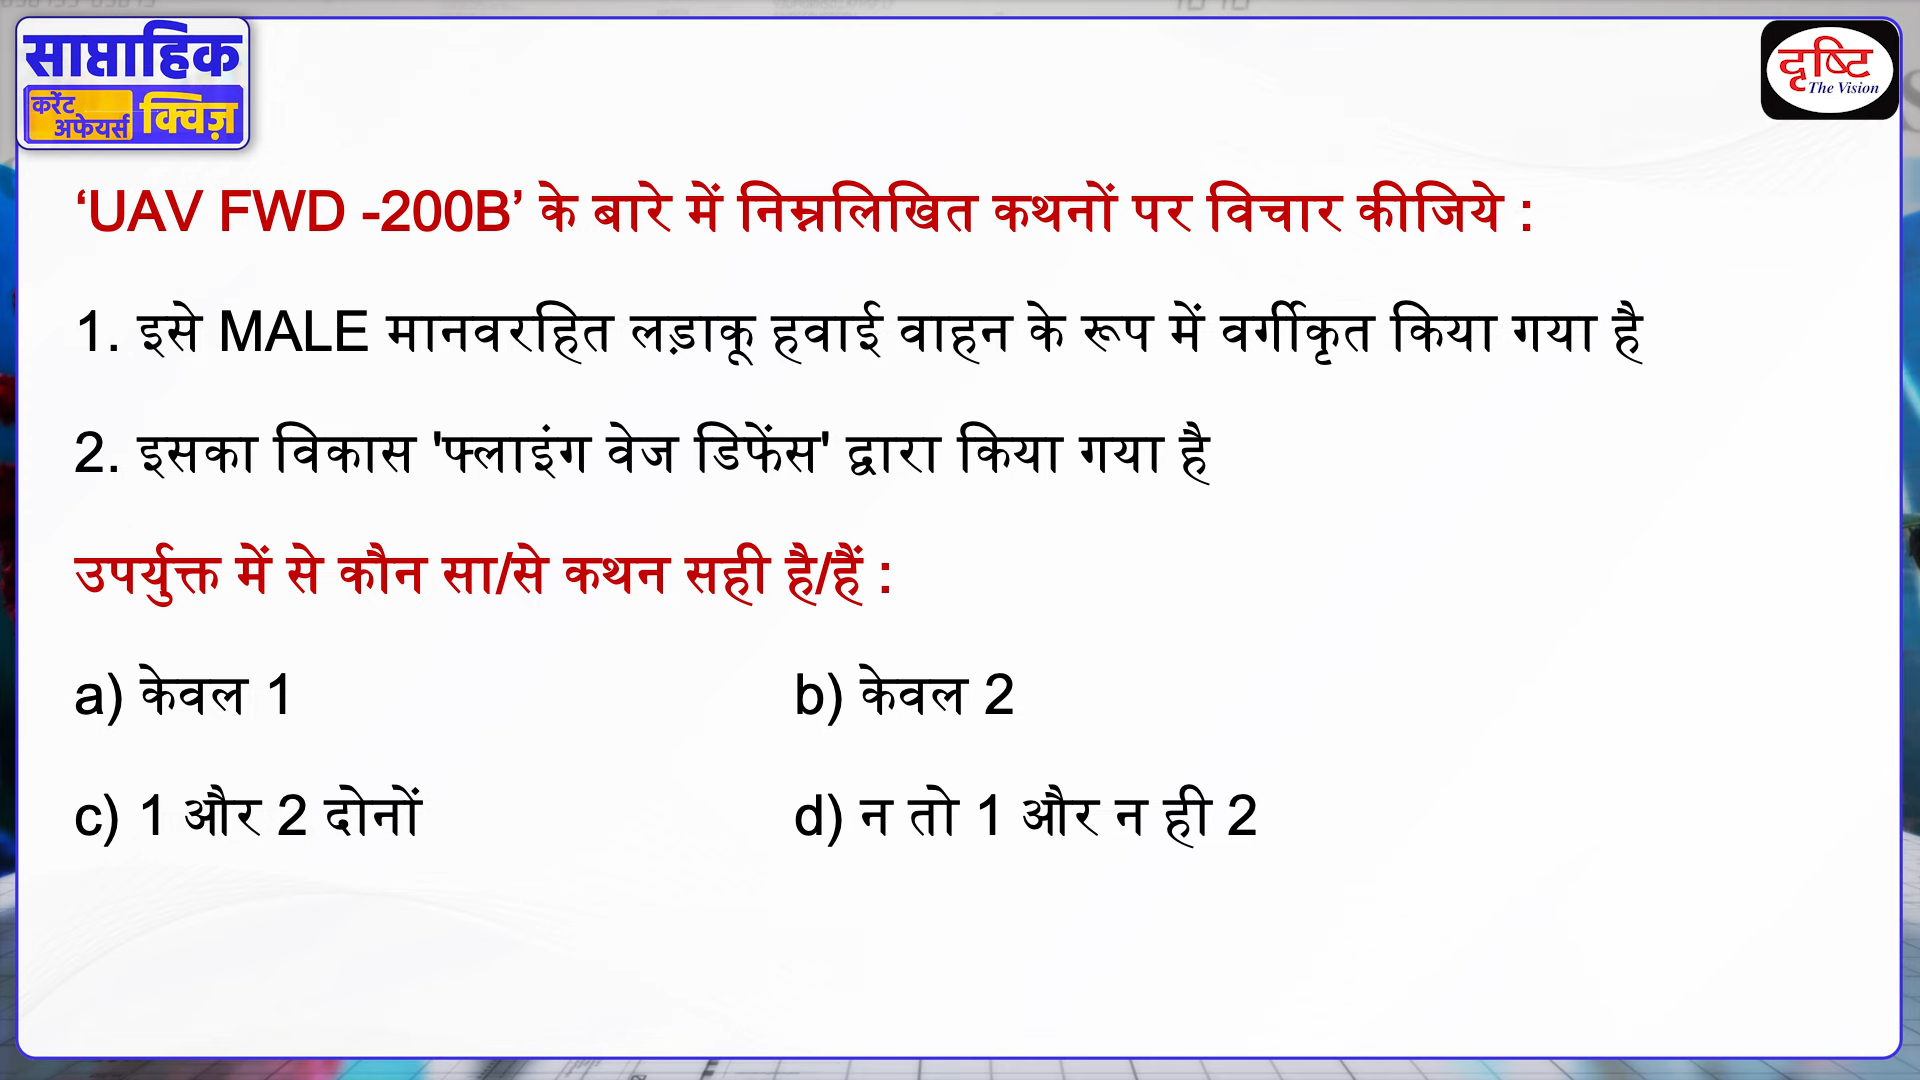 साप्ताहिक
करेंट
अफेयर्स क्विज़
दृष्टि
The Vision
‘UAV FWD -200B’ के बारे में निम्नलिखित कथनों पर विचार कीजिये :
1. इसे MALE मानवरहित लड़ाकू हवाई वाहन के रूप में वर्गीकृत किया गया है
2. इसका विकास 'फ्लाइंग वेज डिफेंस' द्वारा किया गया है
उपर्युक्त में से कौन सा/से कथन सही है/हैं :
a) केवल 1 b) केवल 2
c) 1 और 2 दोनों d) न तो 1 और न ही 2